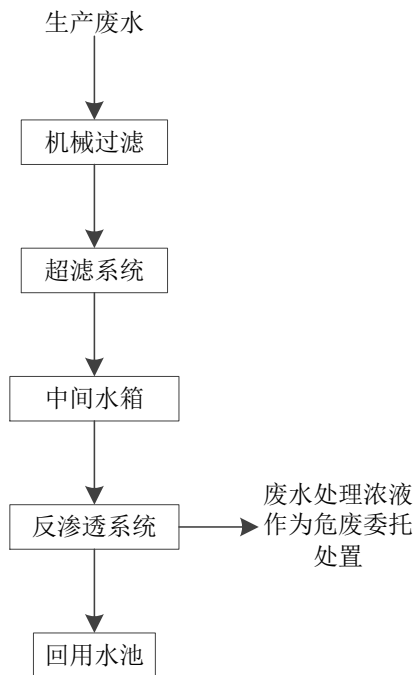 生产废水
机械过滤
超滤系统
中间水箱
反渗透系统
废水处理浓液
作为危废委托
处置
回用水池